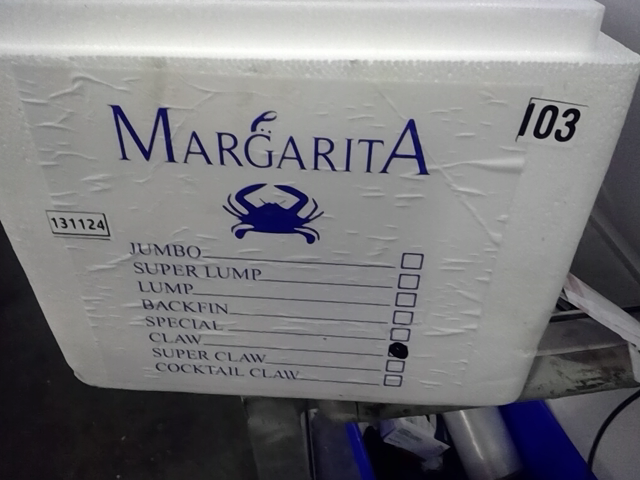 MARGARITA
103
131124
JUMBO
SUPER LUMP
LUMP
BACKFIN
SPECIAL
CLAW
SUPER CLAW
COCKTAIL CLAW